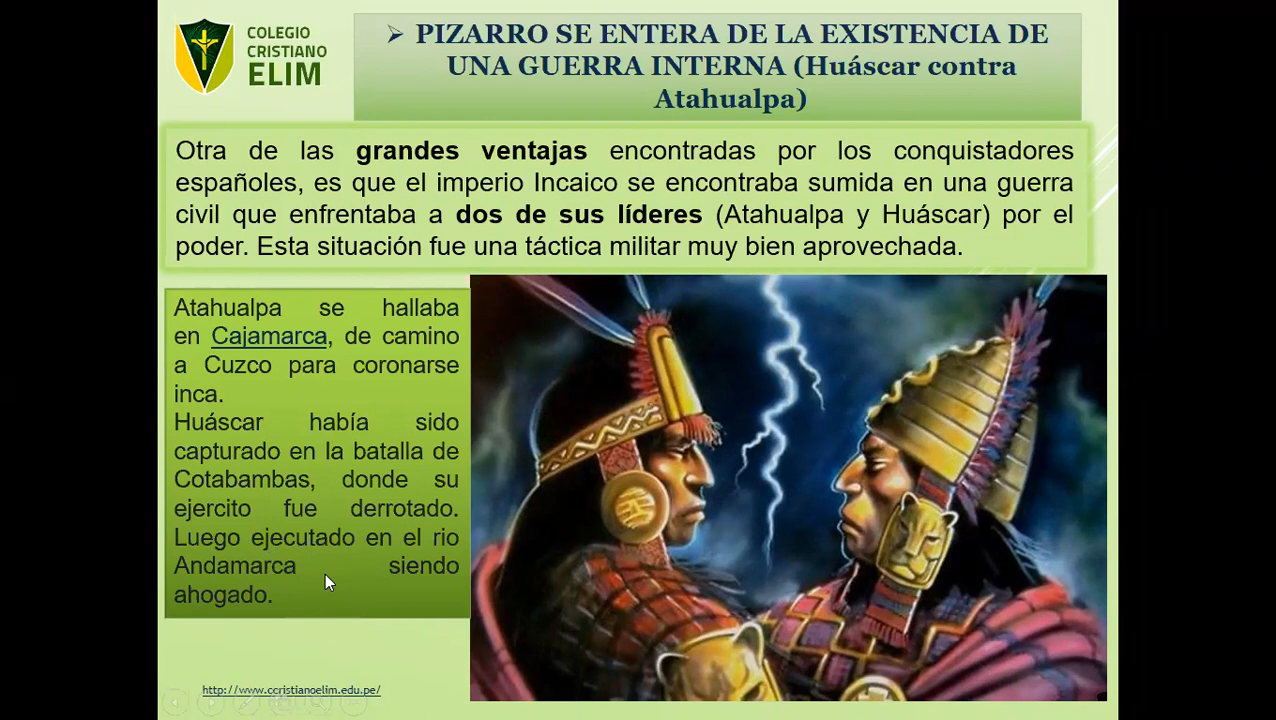 COLEGIO
CRISTIANO
ELIM
➢ PIZARRO SE ENTERA DE LA EXISTENCIA DE
UNA GUERRA INTERNA (Huáscar contra
Atahualpa)
Otra de las grandes ventajas encontradas por los conquistadores
españoles, es que el imperio Incaico se encontraba sumida en una guerra
civil que enfrentaba a dos de sus líderes (Atahualpa y Huáscar) por el
poder. Esta situación fue una táctica militar muy bien aprovechada.
Atahualpa se hallaba
en Cajamarca, de camino
a Cuzco para coronarse
inca.
Huáscar había sido
capturado en la batalla de
Cotabambas, donde su
ejercito fue derrotado.
Luego ejecutado en el rio
Andamarca siendo
ahogado.
http://www.ccristianoelim.edu.pe/